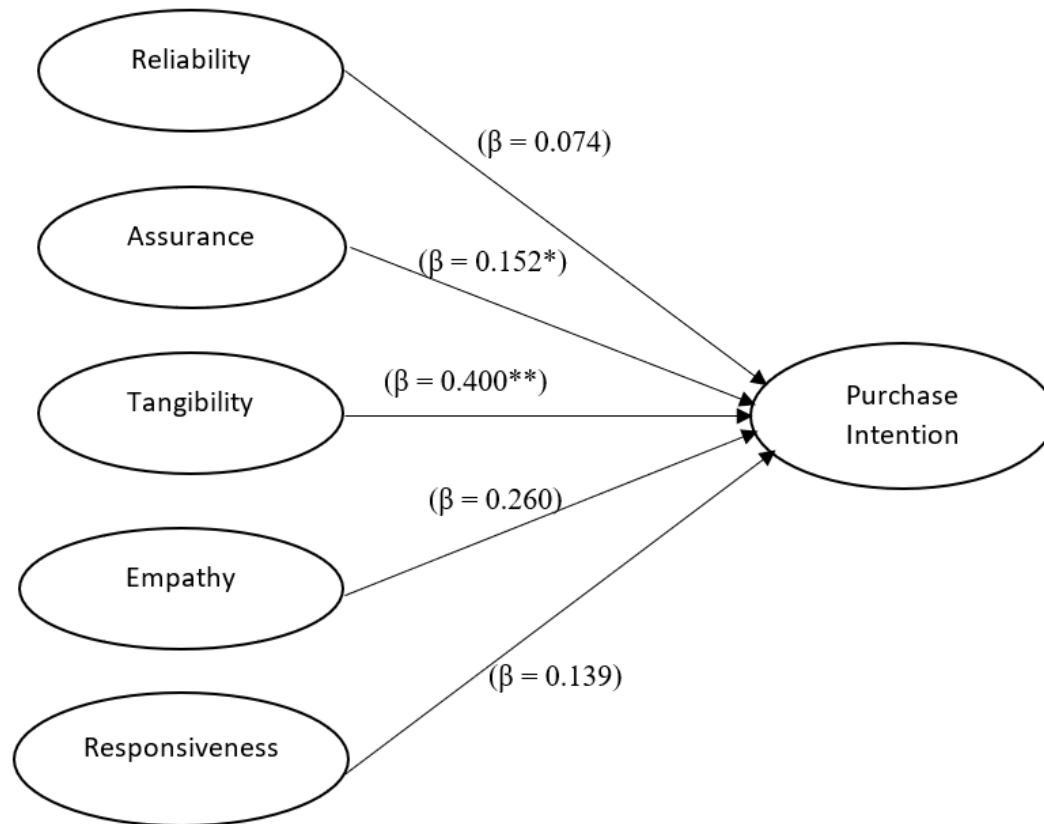 Reliability
(β = 0.074)
Assurance
(β = 0.152*)
Tangibility
(β = 0.400**)
Purchase
Intention
Empathy
(β = 0.260)
Responsiveness
(β = 0.139)